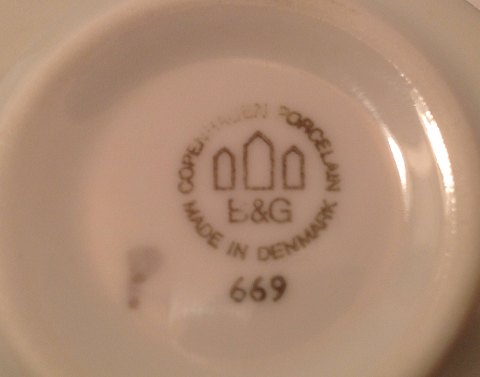 COPENHAGEN PORCELAIN
B&G
MADE IN DENMARK
669